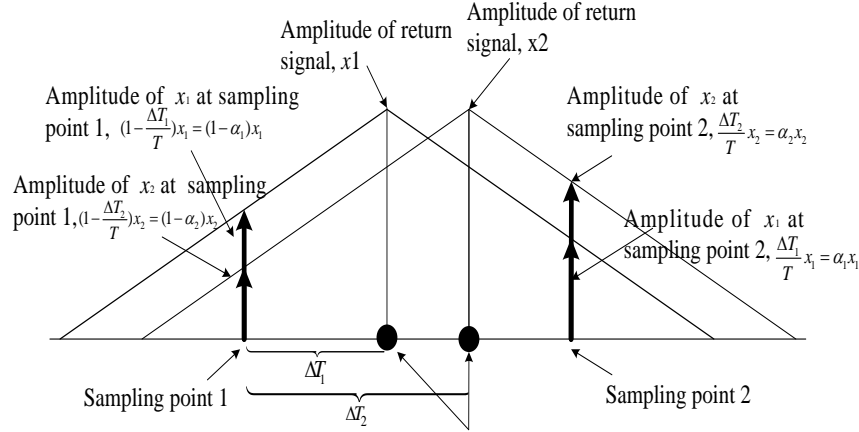 Amplitude of return
signal, x1
Amplitude of return
signal, x2
Amplitude of x₁ at sampling
point 1, (1-ΔT₁/T)x₁=(1-α₁)x₁
Amplitude of x₂ at sampling
point 1,(1-ΔT₂/T)x₂=(1-α₂)x₂
Amplitude of x₂ at
sampling point 2, ΔT₂/T x₂=α₂x₂
Amplitude of x₁ at
sampling point 2, ΔT₁/T x₁=α₁x₁
ΔT₁
Sampling point 1
ΔT₂
Sampling point 2